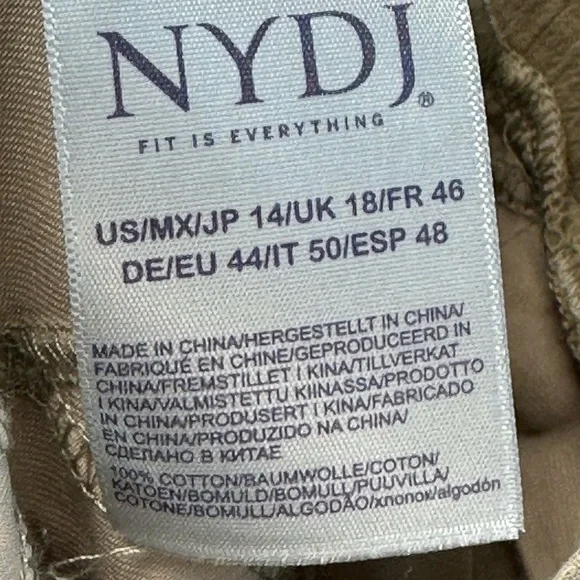 NYDJ®
FIT IS EVERYTHING
US/MX/JP 14/UK 18/FR 46
DE/EU 44/IT 50/ESP 48
MADE IN CHINA/HERGESTELLT IN CHINA/
FABRIQUÉ EN CHINE/GEPRODUCEERD IN
CHINA/FREMSTILLET I KINA/TILLVERKAT
I KINA/VALMISTETTU KIINASSA/PRODOTTO
IN CHINA/PRODUSERT I KINA/FABRICADO
EN CHINA/PRODUZIDO NA CHINA/
СДЕЛАНО В КИТАЕ
100% COTTON/BAUMWOLLE/COTON/
KATOEN/BOMULD/BOMULL/PUUVILLA/
COTONE/BOMULL/ALGODÃO/хлопок/algodón